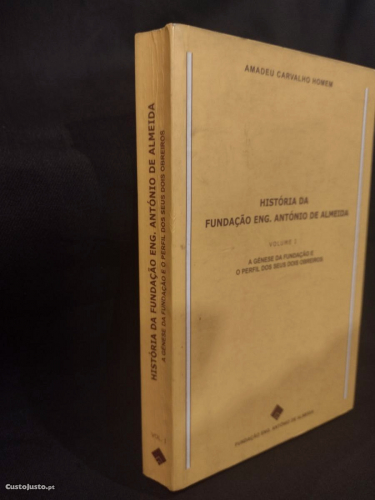 AMADEU CARVALHO HOMEM
HISTÓRIA DA
FUNDAÇÃO ENG. ANTÓNIO DE ALMEIDA
VOLUME I
A GÉNESE DA FUNDAÇÃO E
O PERFIL DOS SEUS DOIS OBREIROS
FUNDAÇÃO ENG. ANTÓNIO DE ALMEIDA
HISTÓRIA DA FUNDAÇÃO ENG. ANTÓNIO DE ALMEIDA
A GÉNESE DA FUNDAÇÃO E O PERFIL DOS SEUS DOIS OBREIROS
VOL. I
CustoJusto.pt